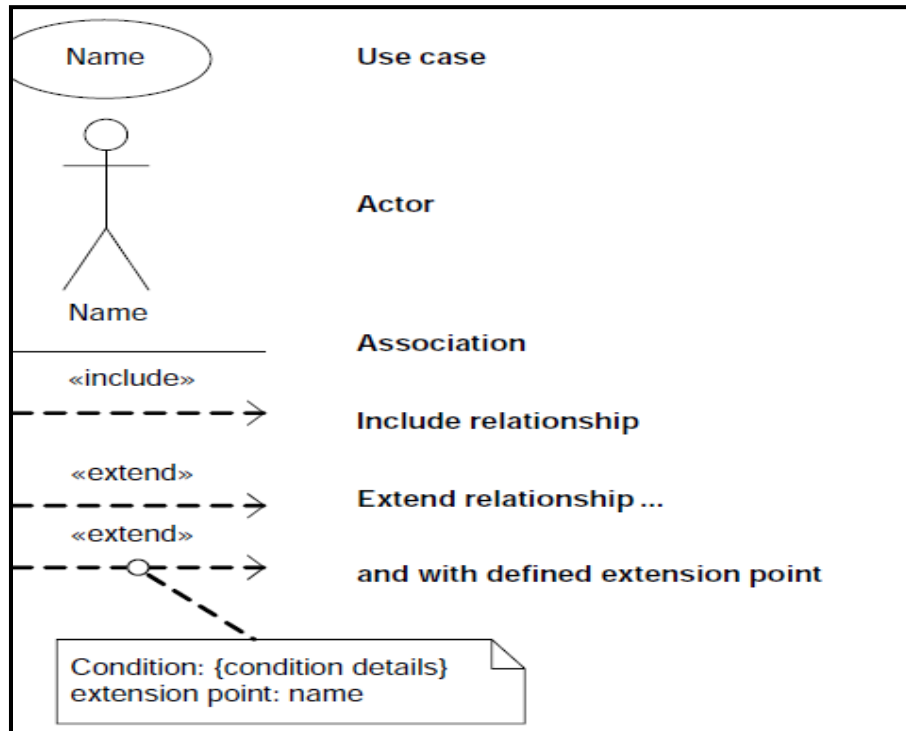 Name Use case
Actor
Name
Association
«include»
Include relationship
«extend»
Extend relationship ...
«extend»
and with defined extension point
Condition: {condition details}
extension point: name